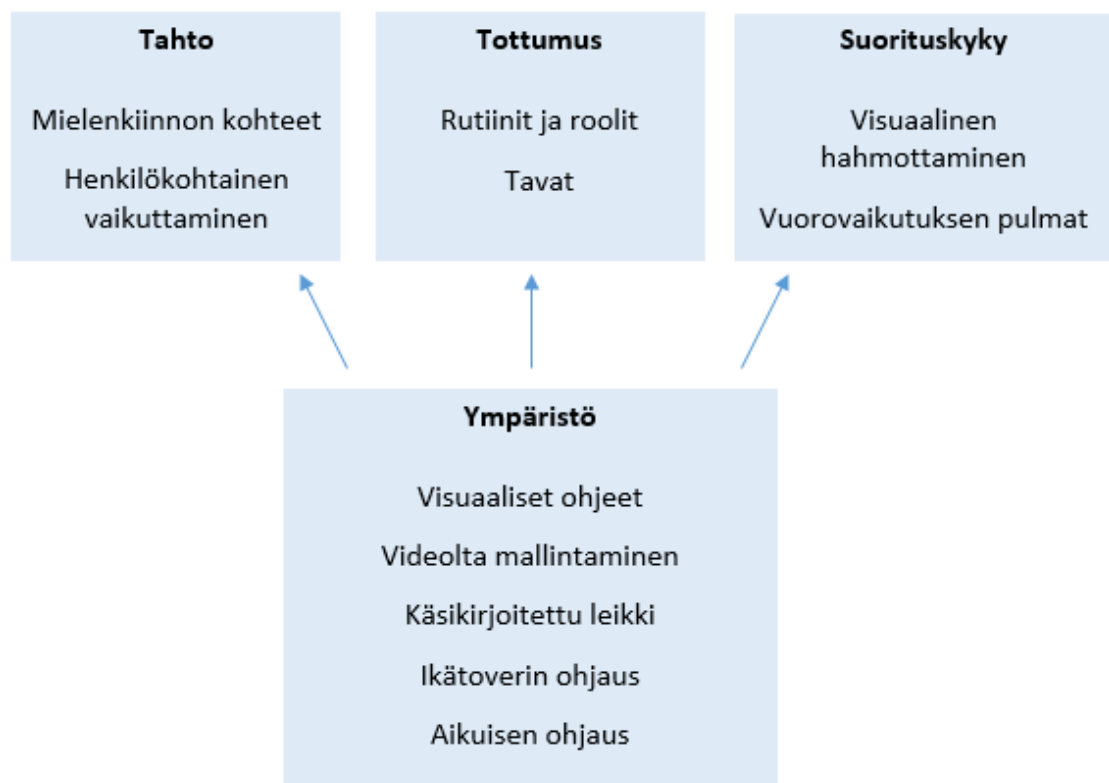 Tahto
Mielenkiinnon kohteet
Henkilökohtainen
vaikuttaminen
Tottumus
Rutiinit ja roolit
Tavat
Suorituskyky
Visuaalinen
hahmottaminen
Vuorovaikutuksen pulmat
Ympäristö
Visuaaliset ohjeet
Videolta mallintaminen
Käsikirjoitettu leikki
Ikätoverin ohjaus
Aikuisen ohjaus